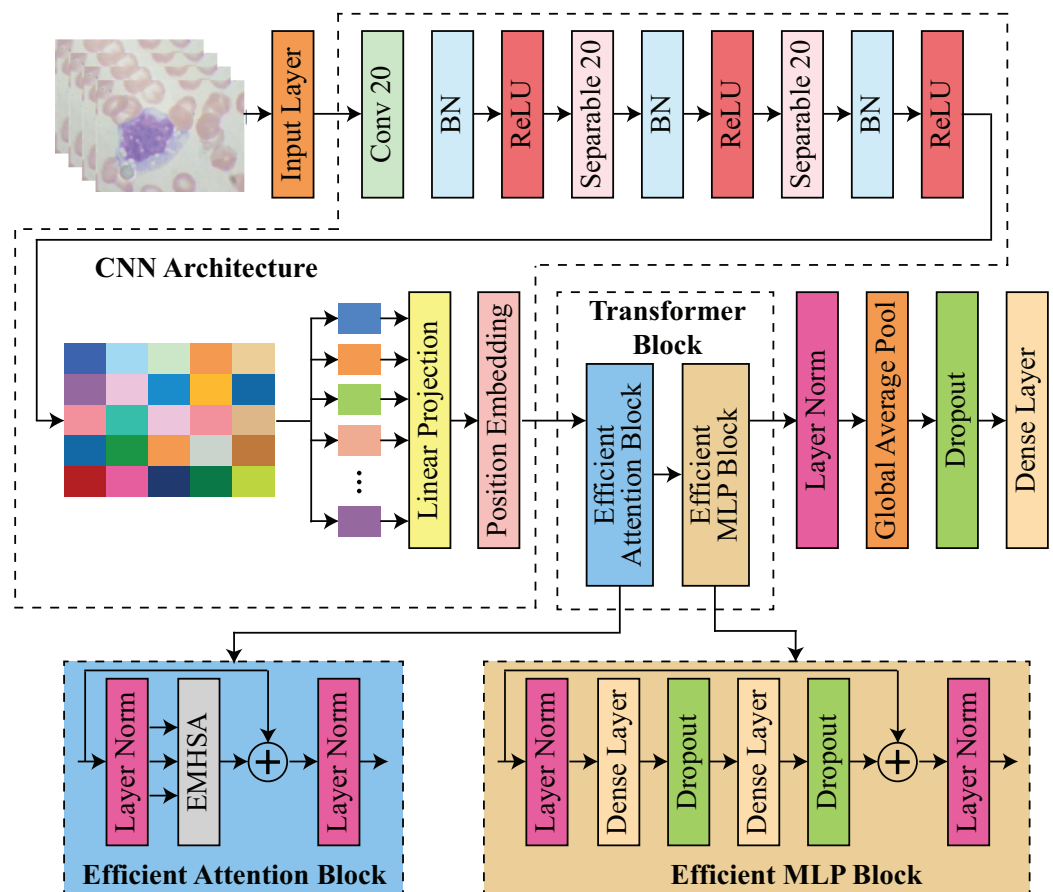 Input Layer
Conv 20
BN
ReLU
Separable 20
BN
ReLU
Separable 20
BN
ReLU
CNN Architecture
...
Linear Projection
Position Embedding
Transformer
Block
Efficient
Attention Block
Efficient
MLP Block
Layer Norm
Global Average Pool
Dropout
Dense Layer
Layer Norm
EMHSA
+
Layer Norm
Efficient Attention Block
Layer Norm
Dense Layer
Dropout
Dense Layer
Dropout
+
Layer Norm
Efficient MLP Block